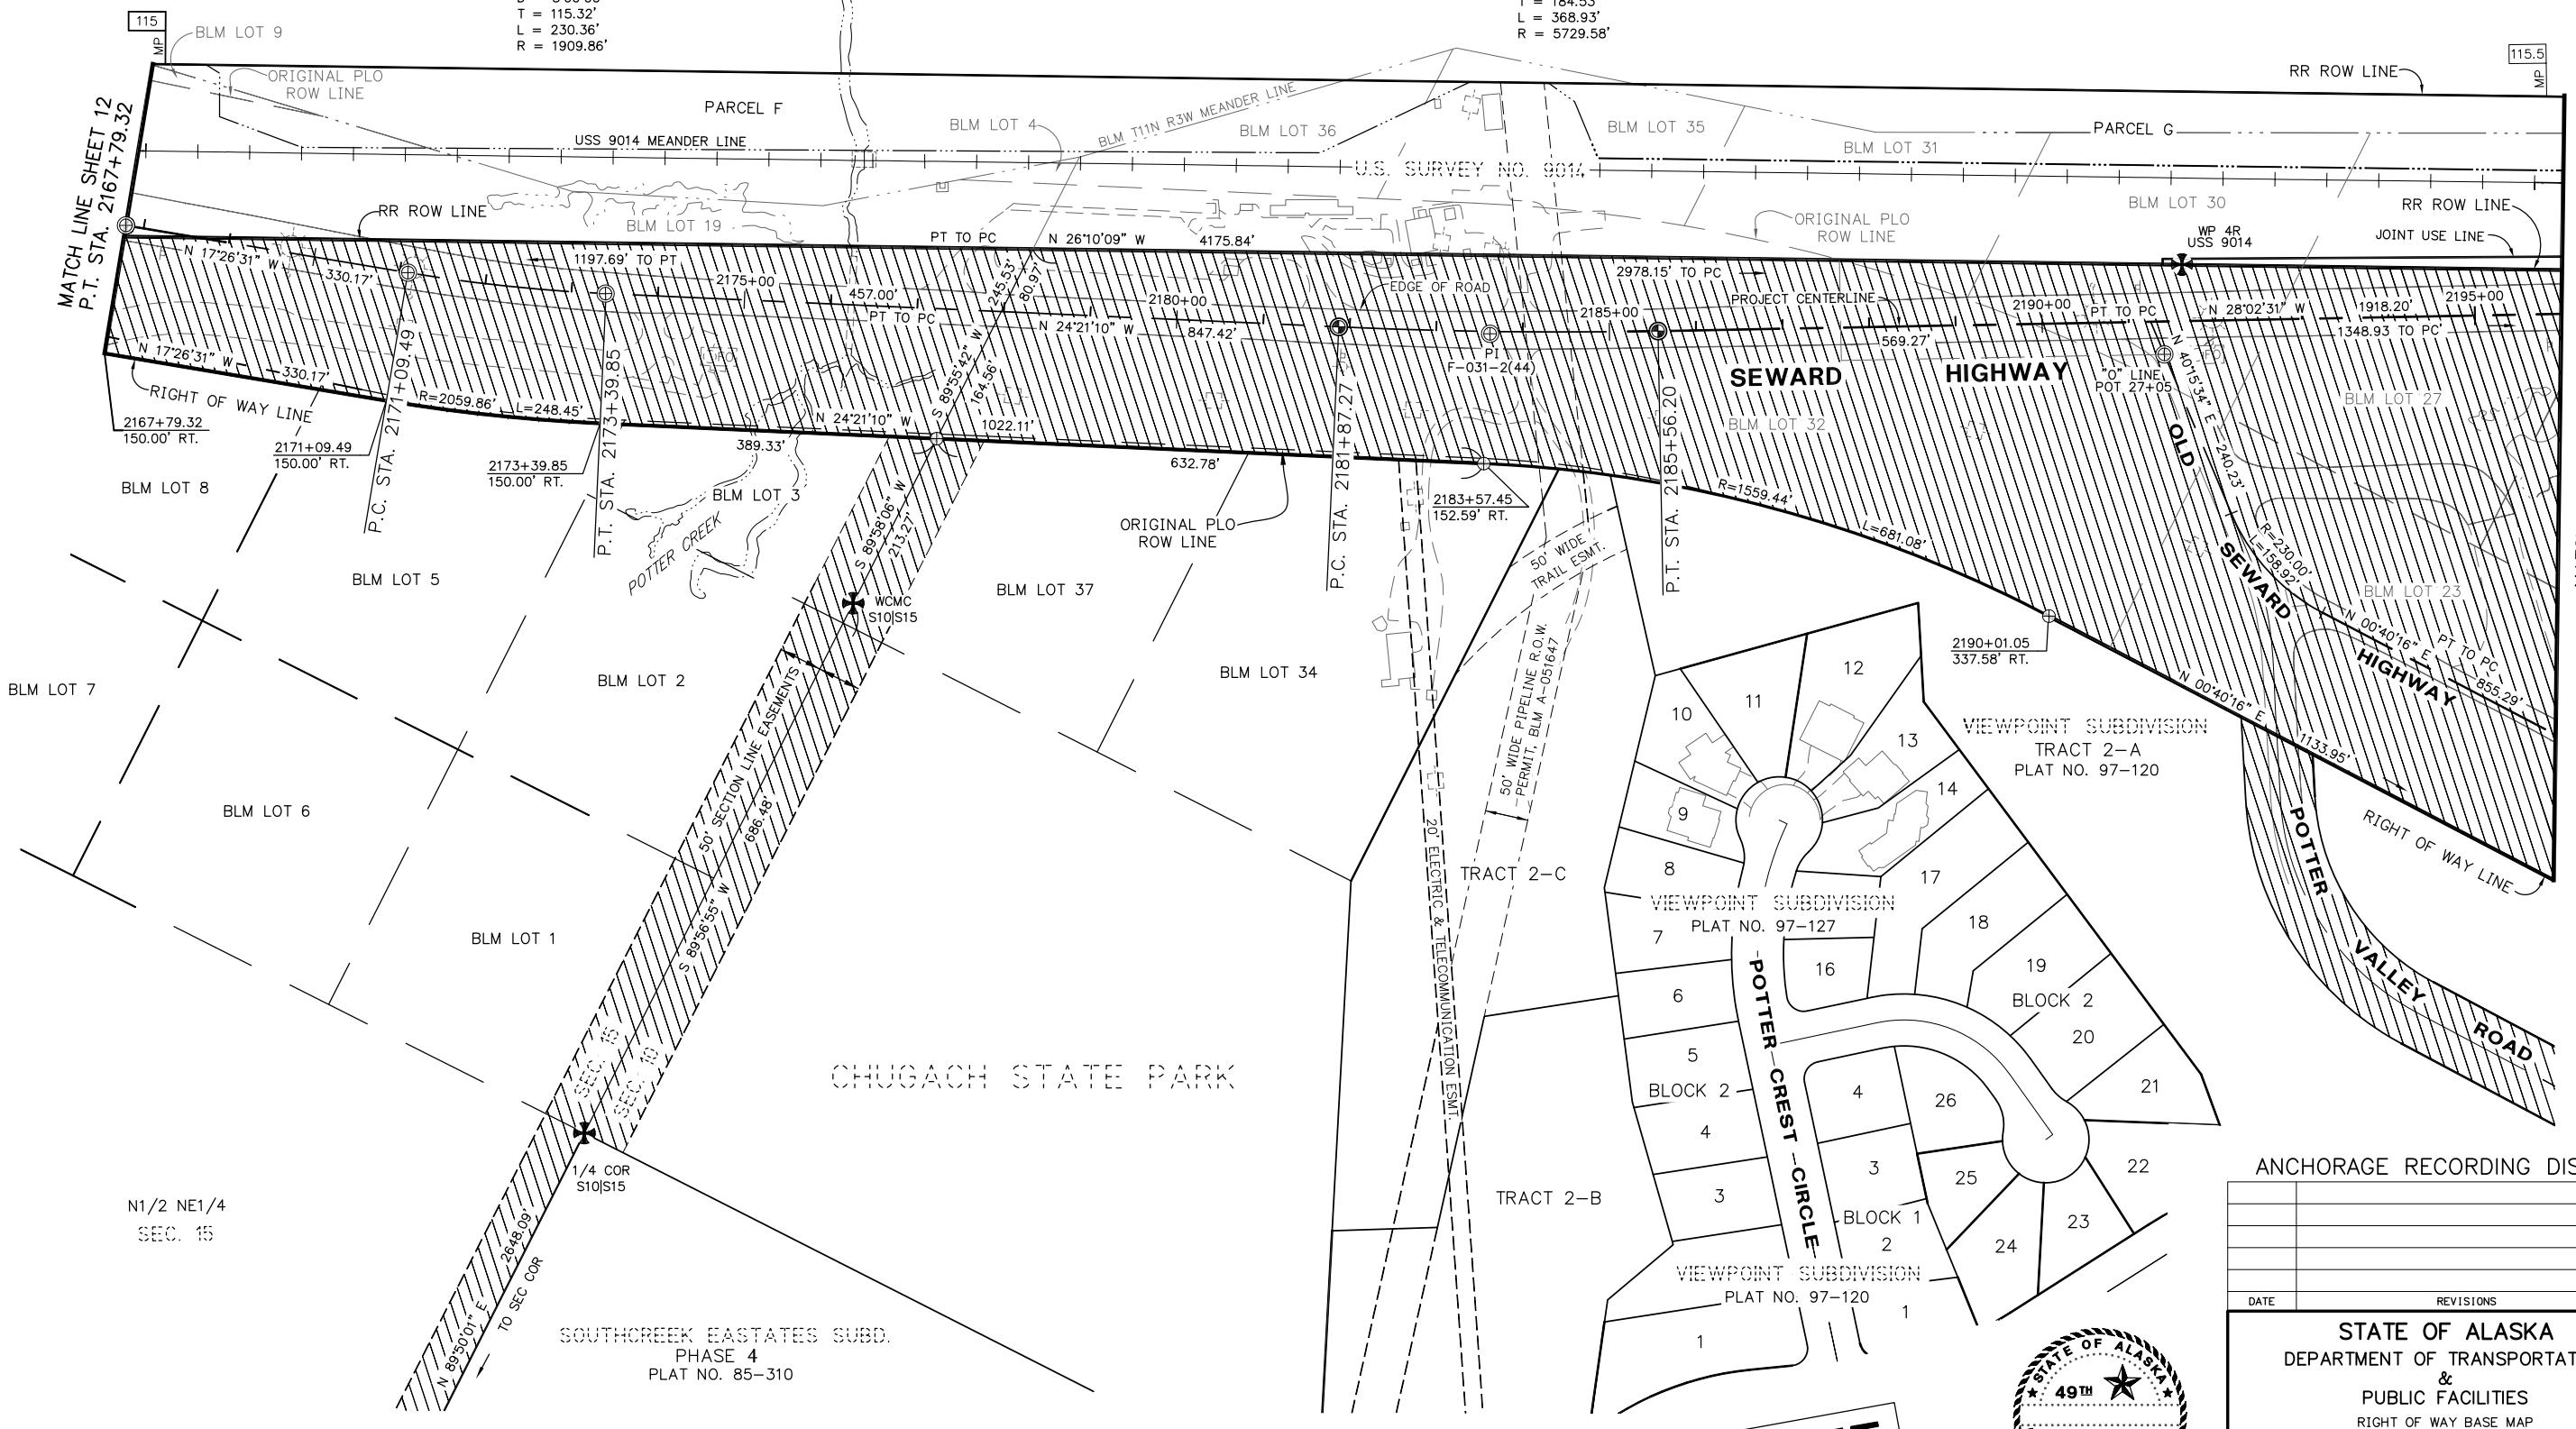 T = 115.32'
L = 230.36'
R = 1909.86'
L = 368.93'
R = 5729.58'
115
MP
BLM LOT 9
ORIGINAL PLO
ROW LINE
PARCEL F
USS 9014 MEANDER LINE
BLM LOT 4
BLM T11N R3W MEANDER LINE
BLM LOT 36
U.S. SURVEY NO. 9014
BLM LOT 35
BLM LOT 31
PARCEL G
RR ROW LINE
115.5
MP
MATCH LINE SHEET 12
P.T. STA. 2167+79.32
RR ROW LINE
BLM LOT 19
ORIGINAL PLO
ROW LINE
BLM LOT 30
RR ROW LINE
WP 4R
USS 9014
JOINT USE LINE
PT TO PC
N 26°10'09" W
4175.84'
N 17°26'31" W
330.17'
1197.69' TO PT
2175+00
457.00'
PT TO PC
245.53'
80.97'
2180+00
N 24°21'10" W
847.42'
EDGE OF ROAD
2978.15' TO PC
2185+00
PROJECT CENTERLINE
569.27'
2190+00
PT TO PC
N 28°02'31" W
1918.20'
2195+00
1348.93 TO PC'
PI
F-031-2(44)
SEWARD HIGHWAY
"O" LINE
POT 27+05
N 40°15'34" E
240.23'
BLM LOT 27
BLM LOT 32
N 17°26'31" W
330.17'
RIGHT OF WAY LINE
R=2059.86'
L=248.45'
N 24°21'10" W
389.33'
S 89°55'42" W
164.56'
1022.11'
632.78'
2167+79.32
150.00' RT.
2171+09.49
150.00' RT.
P.C. STA. 2171+09.49
2173+39.85
150.00' RT.
P.T. STA. 2173+39.85
P.C. STA. 2181+87.27
2183+57.45
152.59' RT.
P.T. STA. 2185+56.20
R=1559.44'
L=681.08'
OLD
SEWARD
HIGHWAY
R=230.00'
L=158.92'
BLM LOT 23
N 00°40'16" E
PT TO PC
855.29'
2190+01.05
337.58' RT.
N 00°40'16" E
1133.95'
RIGHT OF WAY LINE
BLM LOT 8
BLM LOT 3
POTTER CREEK
ORIGINAL PLO
ROW LINE
S 89°58'06" W
213.27'
50' WIDE
TRAIL ESMT.
BLM LOT 5
BLM LOT 37
WCMC
S10|S15
BLM LOT 7
BLM LOT 2
BLM LOT 34
50' SECTION LINE EASEMENTS
686.48'
S 89°56'55" W
50' WIDE PIPELINE R.O.W.
PERMIT, BLM A-051647
BLM LOT 6
BLM LOT 1
20' ELECTRIC & TELECOMMUNICATION ESMT.
TRACT 2-C
TRACT 2-B
SEC. 15
SEC. 10
CHUGACH STATE PARK
1/4 COR
S10|S15
2648.09'
N 89°50'01" E
TO SEC COR
N1/2 NE1/4
SEC. 15
SOUTHCREEK EASTATES SUBD.
PHASE 4
PLAT NO. 85-310
VIEWPOINT SUBDIVISION
TRACT 2-A
PLAT NO. 97-120
10
11
12
13
14
9
8
17
VIEWPOINT SUBDIVISION
PLAT NO. 97-127
7
18
16
19
BLOCK 2
6
20
5
BLOCK 2
4
26
21
4
3
25
22
3
BLOCK 1
2
24
23
VIEWPOINT SUBDIVISION
PLAT NO. 97-120
1
1
POTTER CREST CIRCLE
POTTER
VALLEY
ROAD
ANCHORAGE RECORDING DIS
DATE
REVISIONS
STATE OF ALASKA
DEPARTMENT OF TRANSPORTAT
&
PUBLIC FACILITIES
RIGHT OF WAY BASE MAP
STATE OF ALASKA
49TH